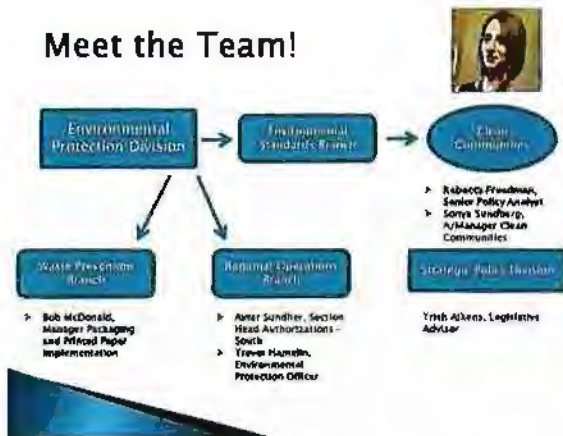 Meet the Team!
Environmental
Protection Division
Environmental
Standards Branch
Clean
Communities
Rebecca Freedman,
Senior Policy Analyst
Sonya Sundberg,
A/Manager Clean
Communities
Waste Prevention
Branch
Regional Operations
Branch
Strategic Policy Division
Bob McDonald,
Manager Packaging
and Printed Paper
Implementation
Avtar Sundher, Section
Head Authorizations -
South
Trevor Hamelin,
Environmental
Protection Officer
Trish Aikens, Legislative
Advisor